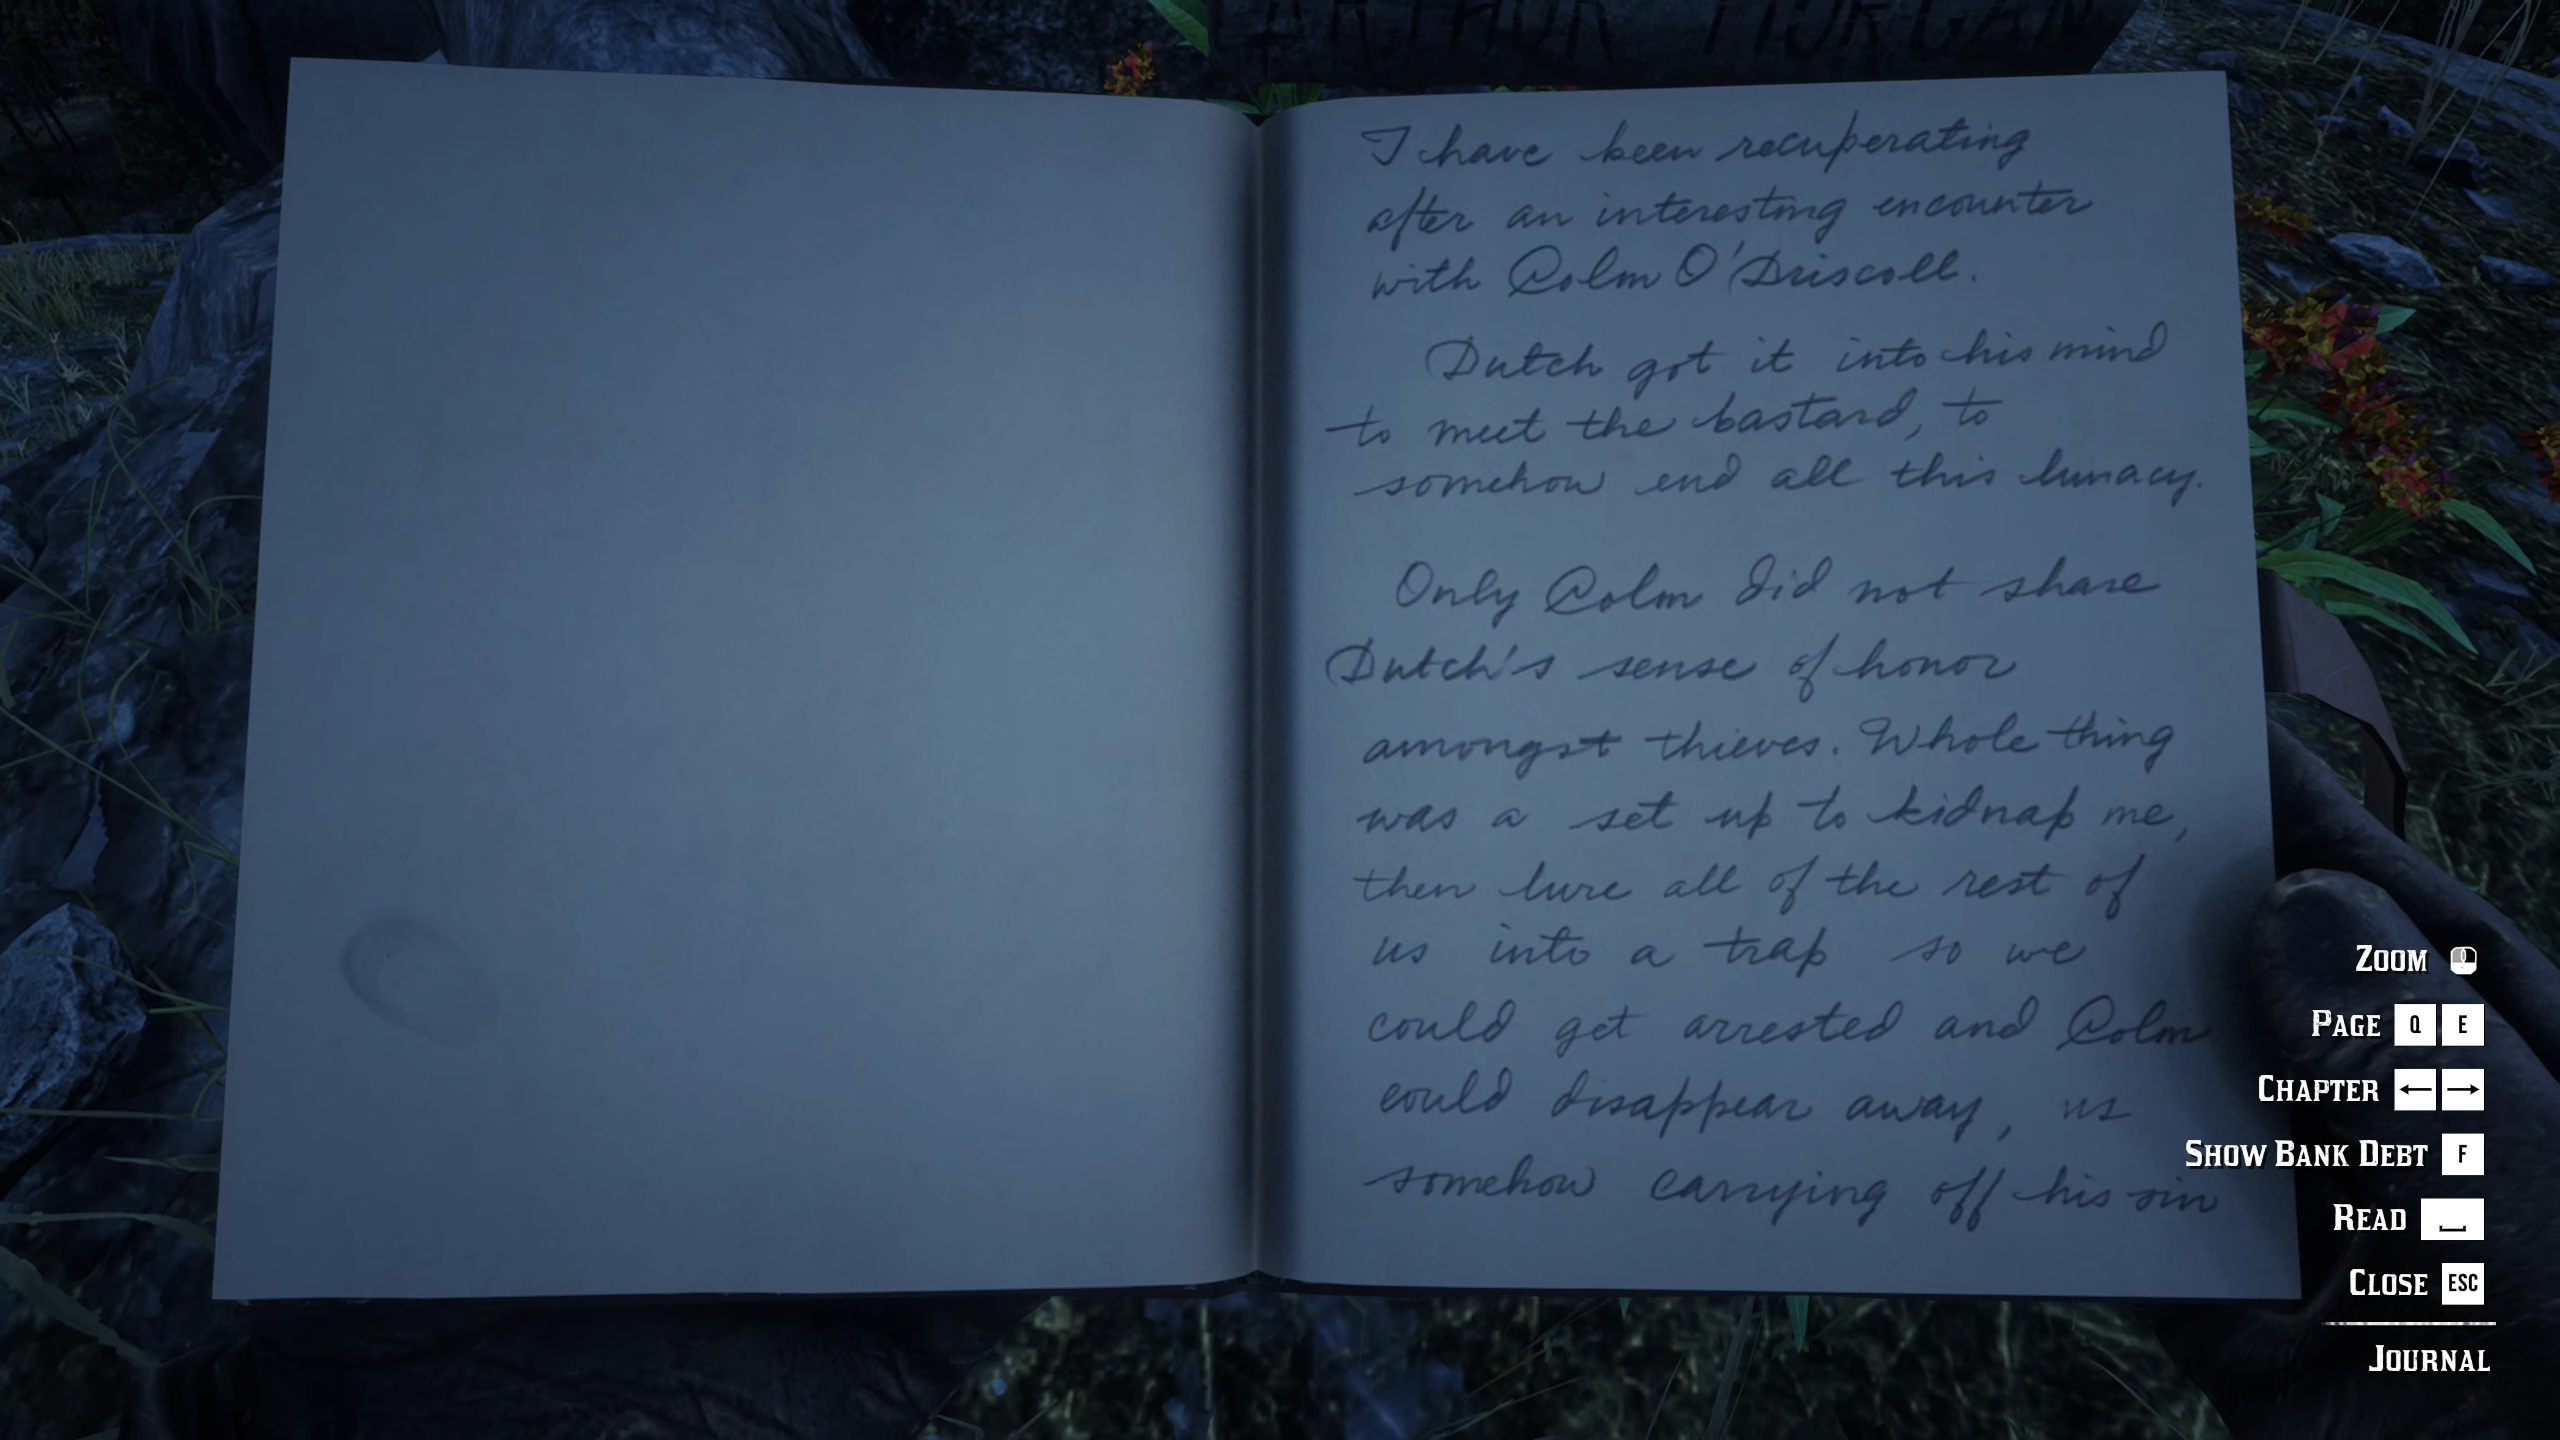 ARTHUR MORGAN
I have been recuperating
after an interesting encounter
with Colm O'Driscoll.
Dutch got it into his mind
to meet the bastard, to
somehow end all this lunacy.
Only Colm did not share
Dutch's sense of honor
amongst thieves. Whole thing
was a set up to kidnap me,
then lure all of the rest of
us into a trap so we
could get arrested and Colm
could disappear away, us
somehow carrying off his sin
ZOOM
PAGE Q E
CHAPTER ← →
SHOW BANK DEBT F
READ
CLOSE ESC
JOURNAL